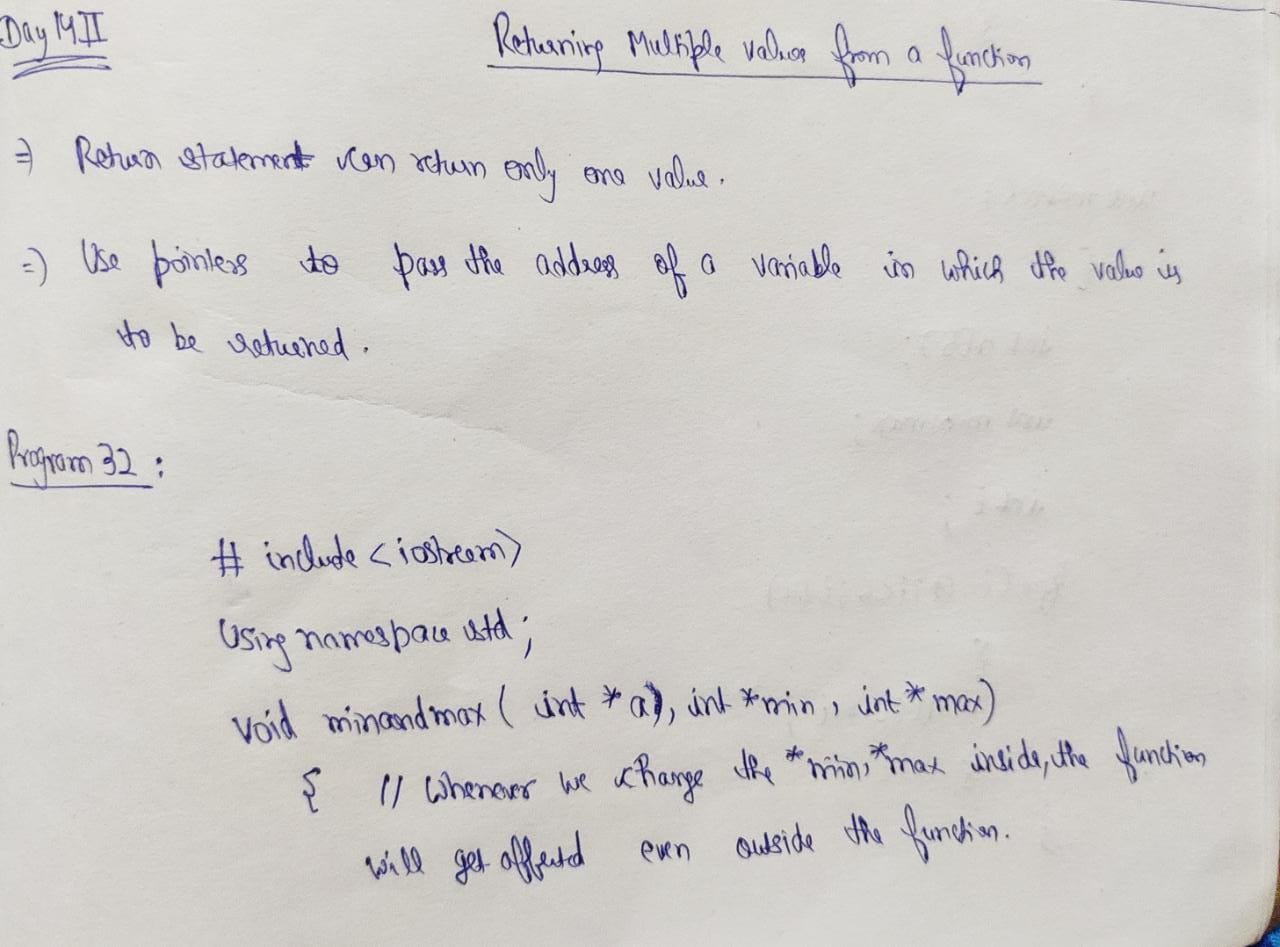 Day 14 II
Returning Multiple values from a function
⇒ Return statement can return only one value.
⇒ Use pointers to pass the address of a variable in which the value is
to be returned.
Program 32 :
# include <iostream>
Using namespace std;
void minandmax ( int *a), int *min, int *max)
{ // Whenever we change the *min, *max inside, the function
will get affected even outside the function.